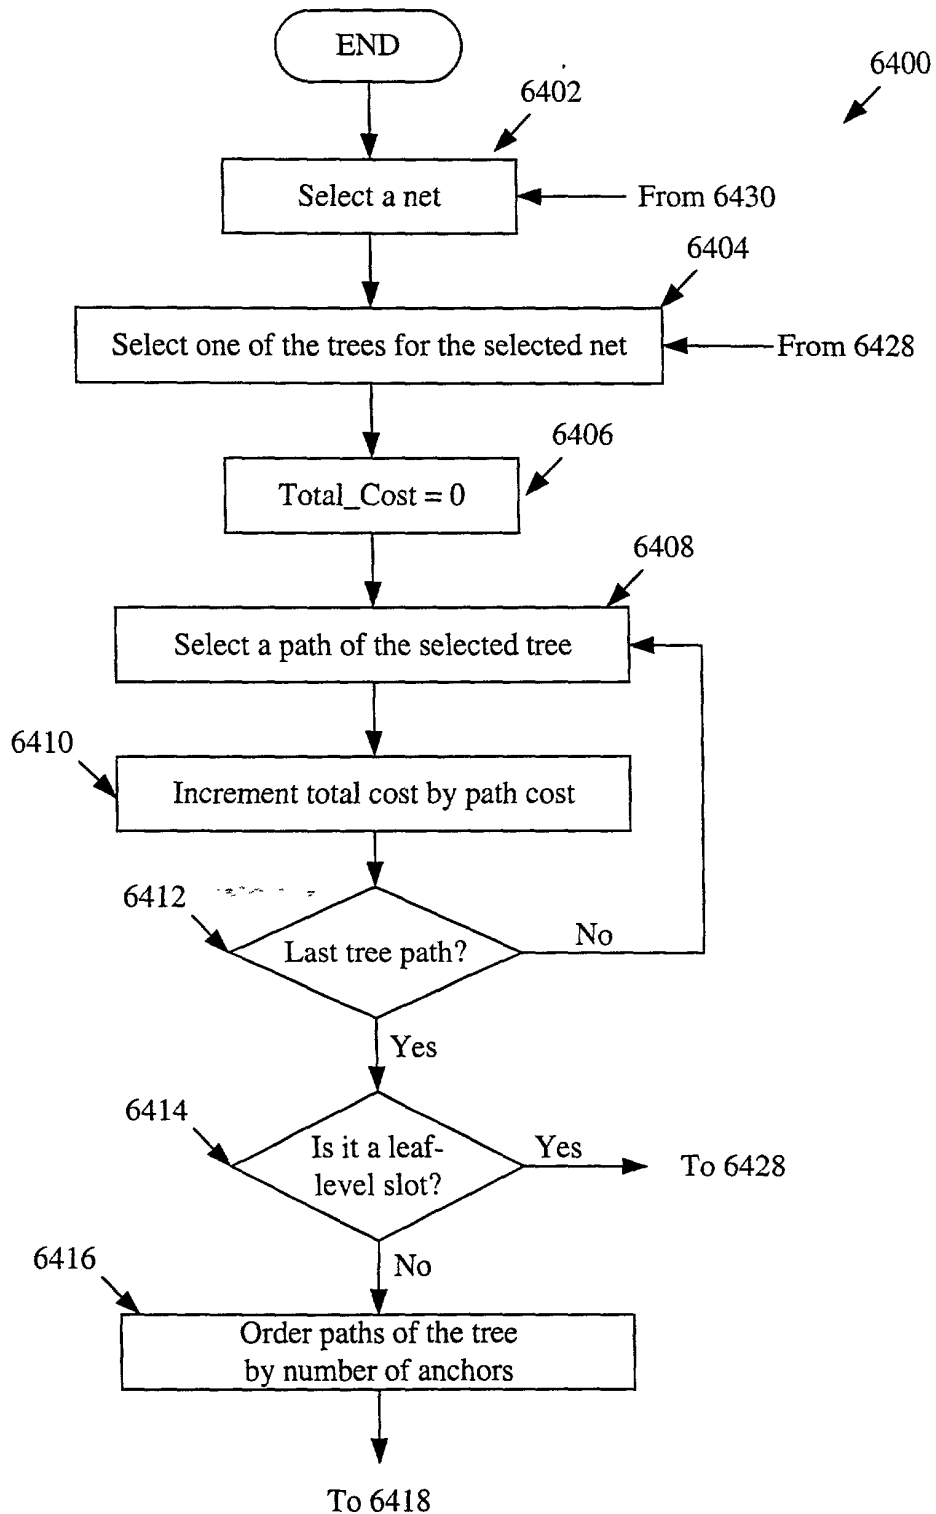 END
6400
6402
Select a net
From 6430
6404
Select one of the trees for the selected net
From 6428
6406
Total_Cost = 0
6408
Select a path of the selected tree
6410
Increment total cost by path cost
6412
Last tree path?
No
Yes
6414
Is it a leaf-
level slot?
Yes
To 6428
No
6416
Order paths of the tree
by number of anchors
To 6418